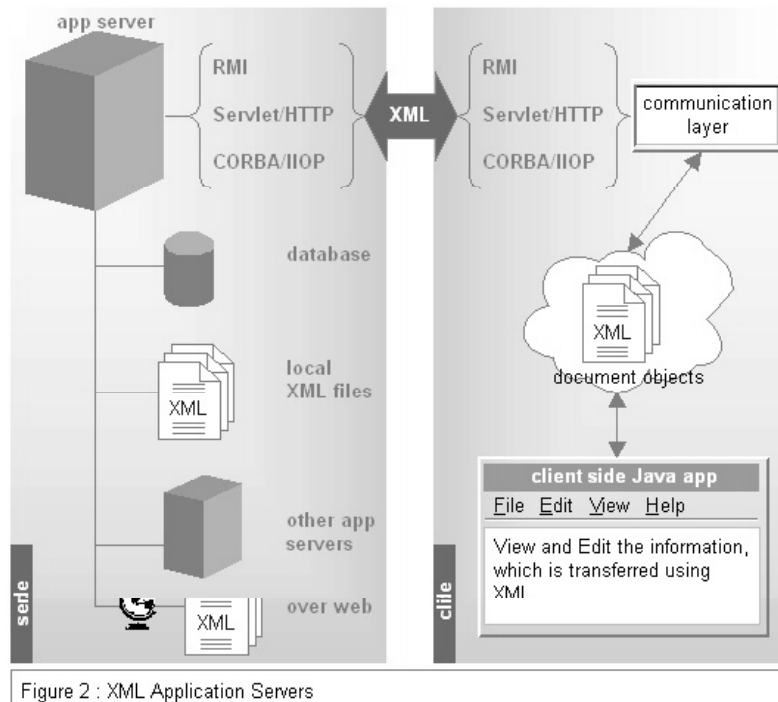 app server
RMI
Servlet/HTTP
CORBA/IIOP
XML
RMI
Servlet/HTTP
CORBA/IIOP
communication
layer
database
local
XML files
XML
other app
servers
over web
XML
XML
document objects
client side Java app
File Edit View Help
View and Edit the information,
which is transferred using
XML
Figure 2 : XML Application Servers